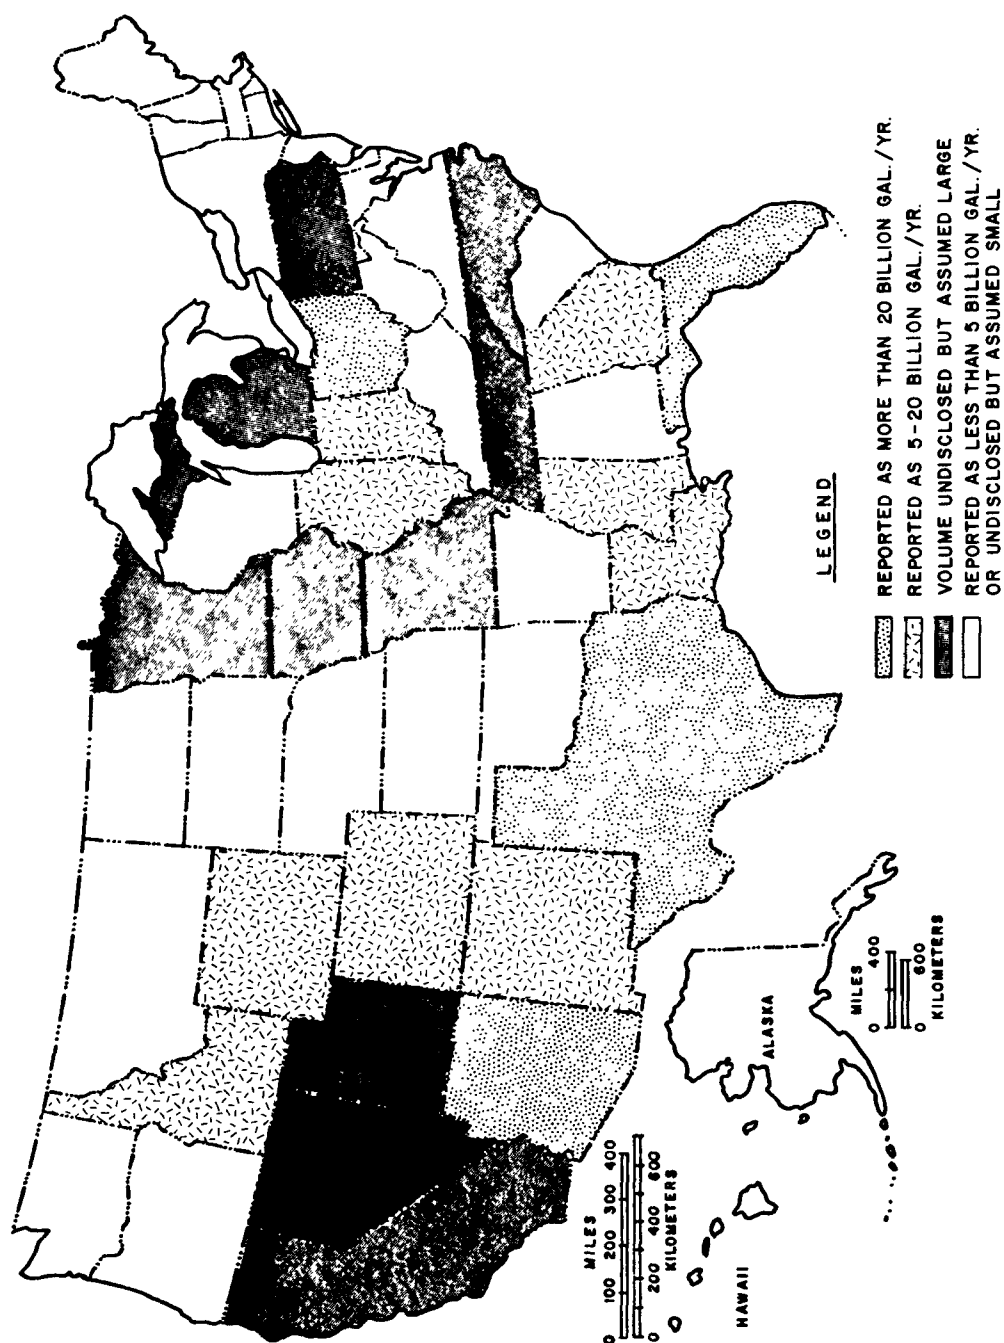 LEGEND
REPORTED AS MORE THAN 20 BILLION GAL./YR.
REPORTED AS 5-20 BILLION GAL./YR.
VOLUME UNDISCLOSED BUT ASSUMED LARGE
REPORTED AS LESS THAN 5 BILLION GAL./YR.
OR UNDISCLOSED BUT ASSUMED SMALL
MILES
0 100 200 300 400
0 200 400 600
KILOMETERS
HAWAII
ALASKA
MILES
0 400
0 600
KILOMETERS